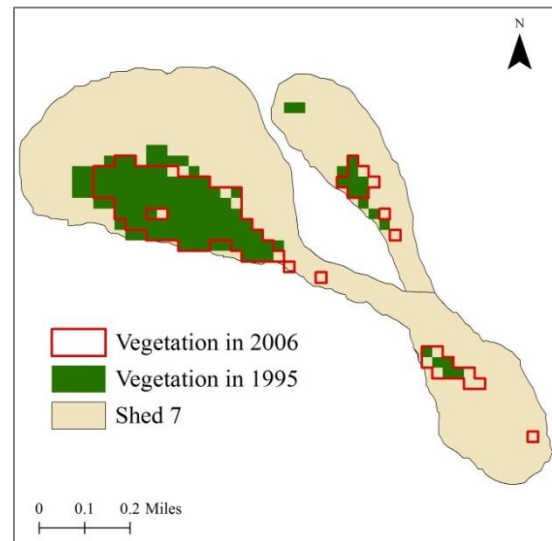 N
Vegetation in 2006
Vegetation in 1995
Shed 7
0 0.1 0.2 Miles